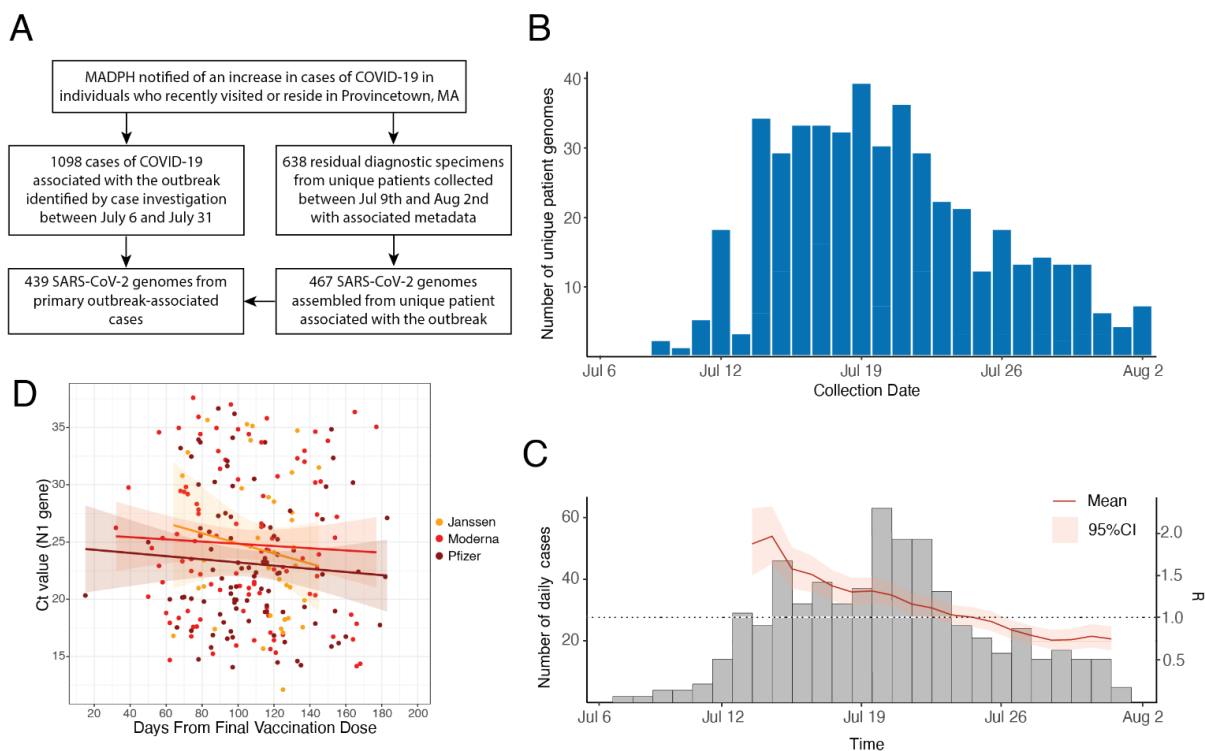 A
MADPH notified of an increase in cases of COVID-19 in
individuals who recently visited or reside in Provincetown, MA
1098 cases of COVID-19
associated with the outbreak
identified by case investigation
between July 6 and July 31
638 residual diagnostic specimens
from unique patients collected
between Jul 9th and Aug 2nd
with associated metadata
439 SARS-CoV-2 genomes from
primary outbreak-associated
cases
467 SARS-CoV-2 genomes
assembled from unique patient
associated with the outbreak
B
Number of unique patient genomes
40
30
20
10
Jul 6
Jul 12
Jul 19
Jul 26
Aug 2
Collection Date
D
Ct value (N1 gene)
35
30
25
20
15
20
40
60
80
100
120
140
160
180
200
Days From Final Vaccination Dose
Janssen
Moderna
Pfizer
C
Number of daily cases
60
40
20
Mean
95%CI
2.0
1.5
1.0
0.5
R
Jul 6
Jul 12
Jul 19
Jul 26
Aug 2
Time